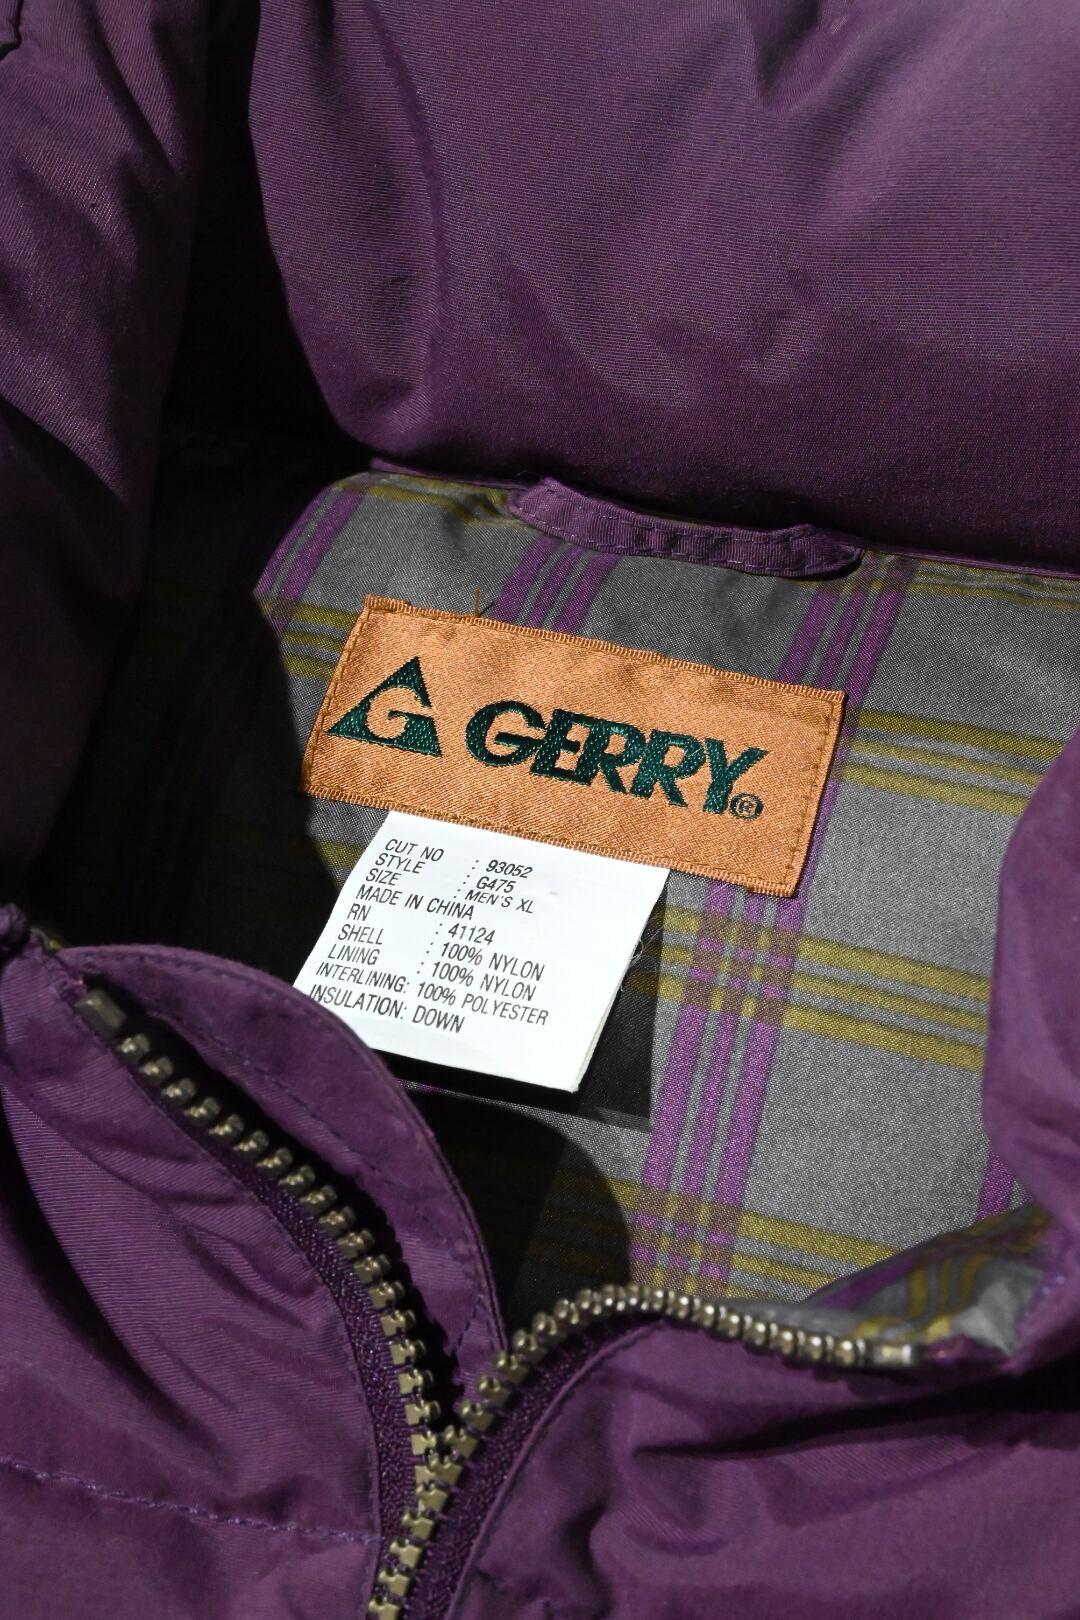 G GERRY®
CUT NO : 93052
STYLE : G475
SIZE : MEN'S XL
MADE IN CHINA
RN : 41124
SHELL : 100% NYLON
LINING : 100% NYLON
INTERLINING: 100% POLYESTER
INSULATION: DOWN